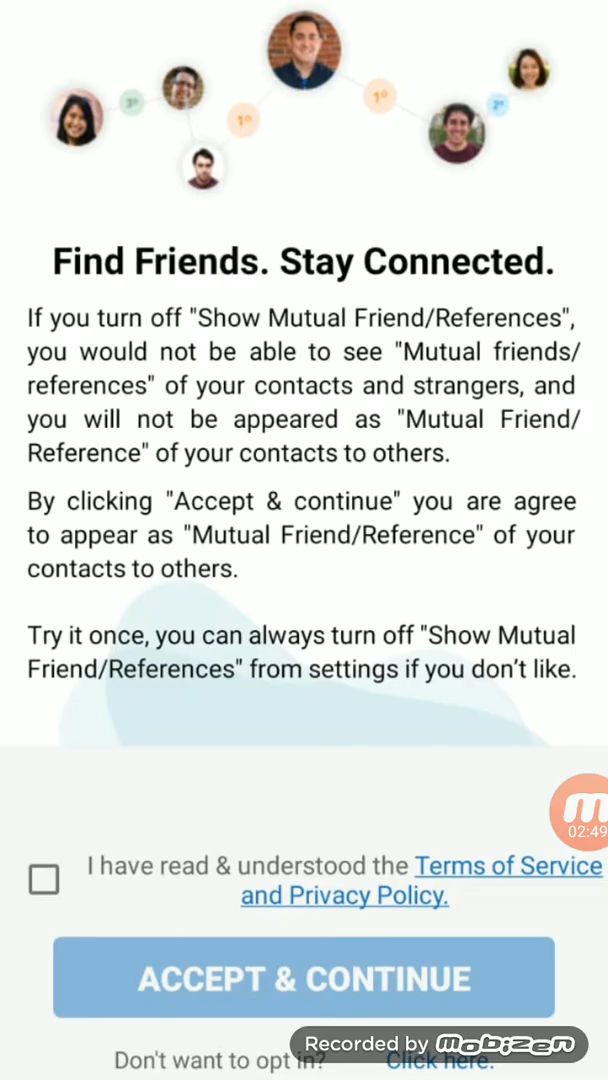 3º
1º
1º
2º
Find Friends. Stay Connected.
If you turn off "Show Mutual Friend/References",
you would not be able to see "Mutual friends/
references" of your contacts and strangers, and
you will not be appeared as "Mutual Friend/
Reference" of your contacts to others.
By clicking "Accept & continue" you are agree
to appear as "Mutual Friend/Reference" of your
contacts to others.
Try it once, you can always turn off "Show Mutual
Friend/References" from settings if you don't like.
02:49
I have read & understood the Terms of Service
and Privacy Policy.
ACCEPT & CONTINUE
Recorded by mobizen
Don't want to opt in? Click here.